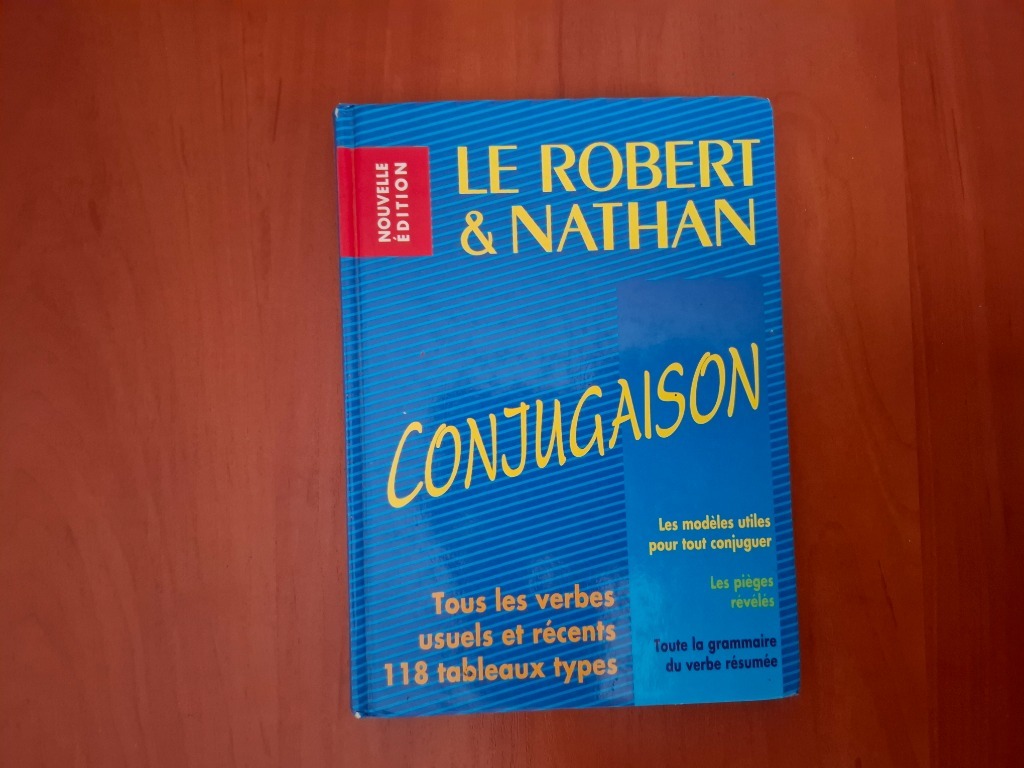 NOUVELLE
ÉDITION
LE ROBERT
& NATHAN
CONJUGAISON
Les modèles utiles
pour tout conjuguer
Les pièges
révélés
Toute la grammaire
du verbe résumée
Tous les verbes
usuels et récents
118 tableaux types